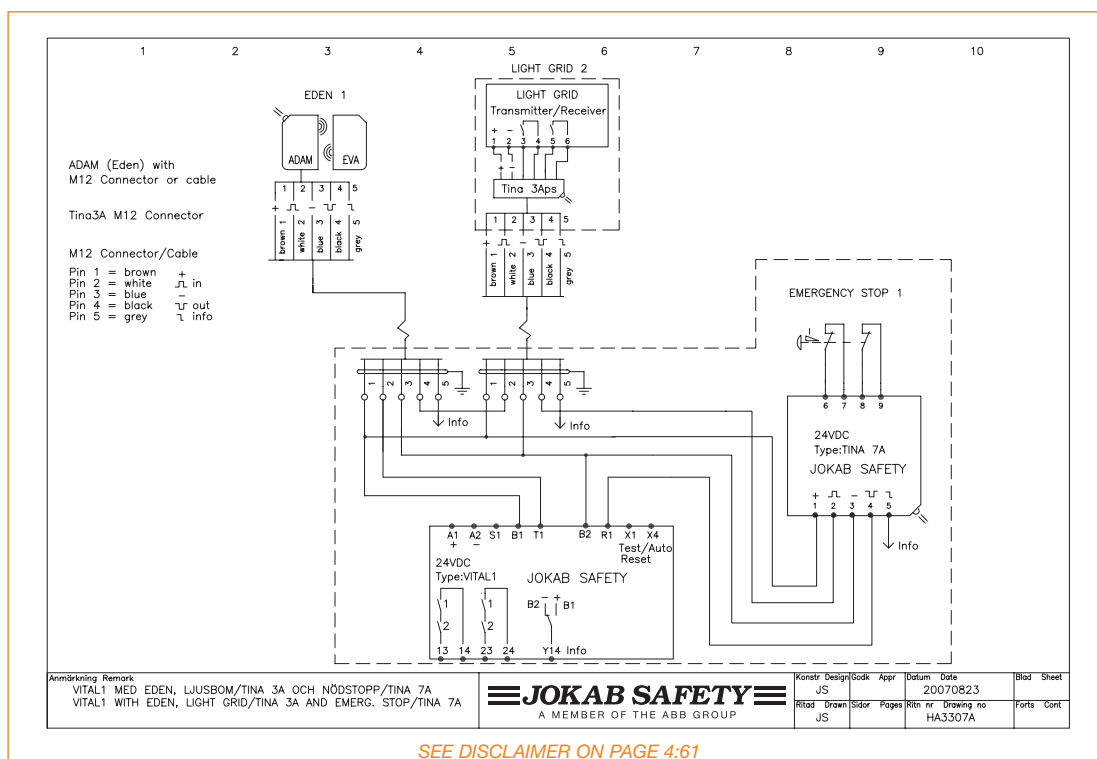 1 2 3 4 5 6 7 8 9 10
LIGHT GRID 2
EDEN 1
LIGHT GRID
Transmitter/Receiver
+ -
1 2 3 4 5 6
+ -
Tina 3Aps
ADAM EVA
ADAM (Eden) with
M12 Connector or cable
1 2 3 4 5
+ -
brown 1
white 2
blue 3
black 4
grey 5
Tina3A M12 Connector
M12 Connector/Cable
Pin 1 = brown +
Pin 2 = white in
Pin 3 = blue -
Pin 4 = black out
Pin 5 = grey info
1 2 3 4 5
+ -
brown 1
white 2
blue 3
black 4
grey 5
EMERGENCY STOP 1
1 2 3 4 5
Info
1 2 3 4 5
Info
6 7 8 9
24VDC
Type:TINA 7A
JOKAB SAFETY
+ -
1 2 3 4 5
Info
A1 A2 S1 B1 T1 B2 R1 X1 X4
+ -
Test/Auto
Reset
24VDC
Type:VITAL1
JOKAB SAFETY
1 1
2 2
B2 - + B1
13 14 23 24 Y14 Info
Anmärkning Remark
VITAL1 MED EDEN, LJUSBOM/TINA 3A OCH NÖDSTOPP/TINA 7A
VITAL1 WITH EDEN, LIGHT GRID/TINA 3A AND EMERG. STOP/TINA 7A
JOKAB SAFETY
A MEMBER OF THE ABB GROUP
Konstr Design Godk Appr Datum Date Blad Sheet
JS 20070823
Ritad Drawn Sidor Pages Ritn nr Drawing no Forts Cont
JS HA3307A
SEE DISCLAIMER ON PAGE 4:61